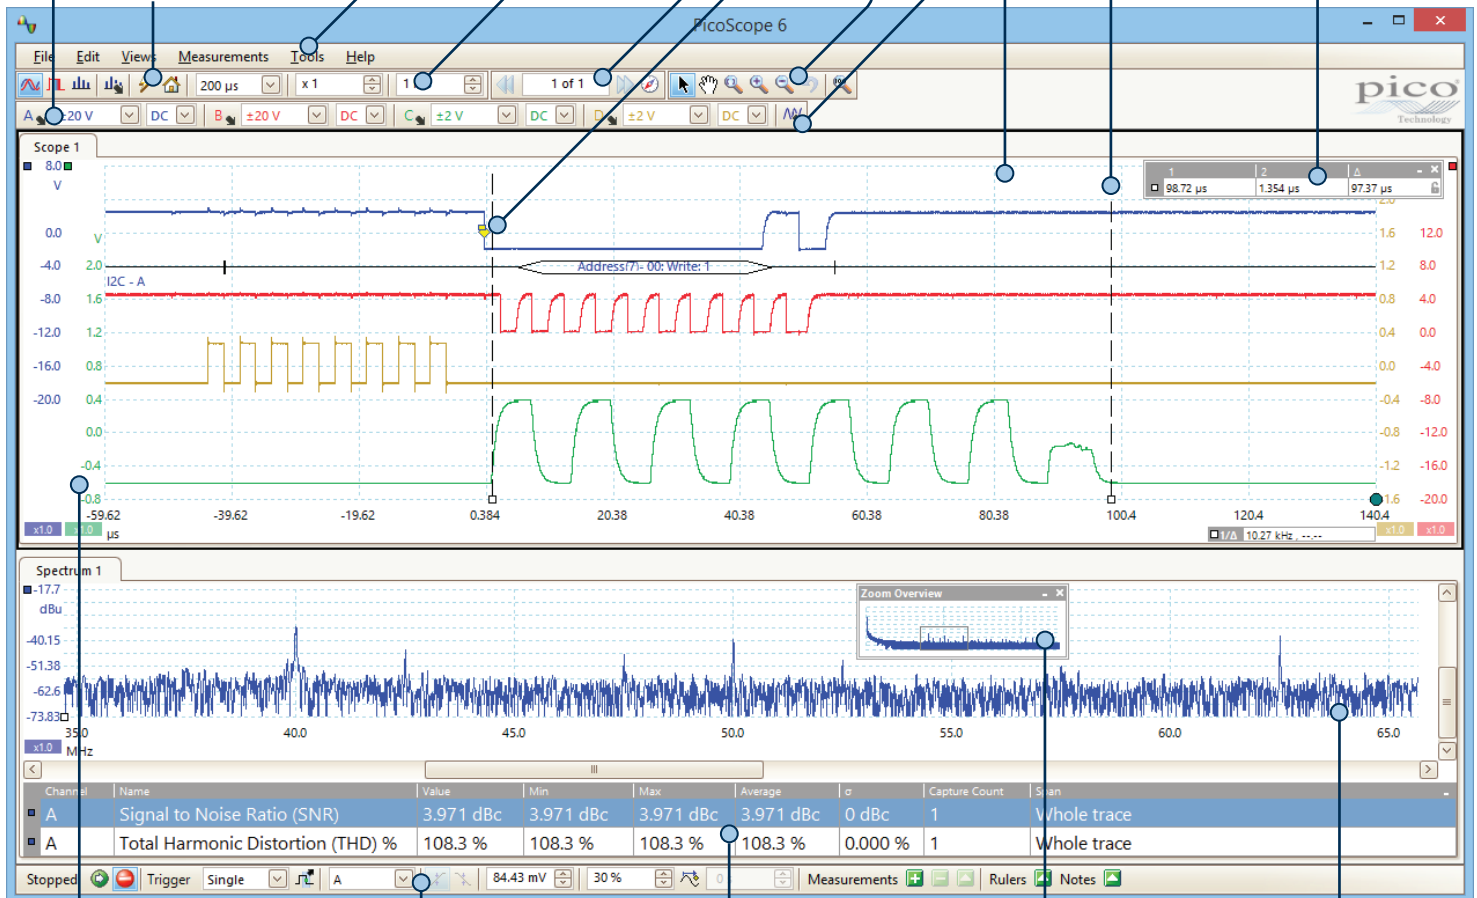 PicoScope 6
File Edit Views Measurements Tools Help
200 µs x 1 1 of 1
pico
Technology
A ±20 V DC B ±20 V DC C ±2 V DC D ±2 V DC
Scope 1
8.0
V
0.0
-4.0
-8.0
-12.0
-16.0
-20.0
V
2.0
1.6
1.2
0.8
0.4
0.0
-0.4
-0.8
I2C - A
Address(7)- 00: Write: 1
1 2 Δ
98.72 µs 1.354 µs 97.37 µs
2.0
1.6
1.2
0.8
0.4
0.0
-0.4
-0.8
-1.2
1.6
12.0
8.0
4.0
0.0
-4.0
-8.0
-12.0
-16.0
-20.0
-59.62 -39.62 -19.62 0.384 20.38 40.38 60.38 80.38 100.4 120.4 140.4
x1.0 x1.0 µs
1/Δ 10.27 kHz , --.--
x1.0 x1.0
Spectrum 1
-17.7
dBu
-40.15
-51.38
-62.6
-73.83
Zoom Overview
35.0 40.0 45.0 50.0 55.0 60.0 65.0
x1.0 MHz
Channel Name Value Min Max Average σ Capture Count Span
A Signal to Noise Ratio (SNR) 3.971 dBc 3.971 dBc 3.971 dBc 3.971 dBc 0 dBc 1 Whole trace
A Total Harmonic Distortion (THD) % 108.3 % 108.3 % 108.3 % 108.3 % 0.000 % 1 Whole trace
Stopped Trigger Single A 84.43 mV 30 % Measurements Rulers Notes